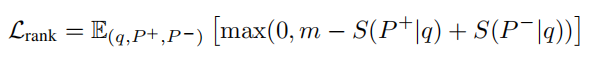 ℒ_rank = 𝔼_(q,P⁺,P⁻) [max(0, m − S(P⁺|q) + S(P⁻|q))]